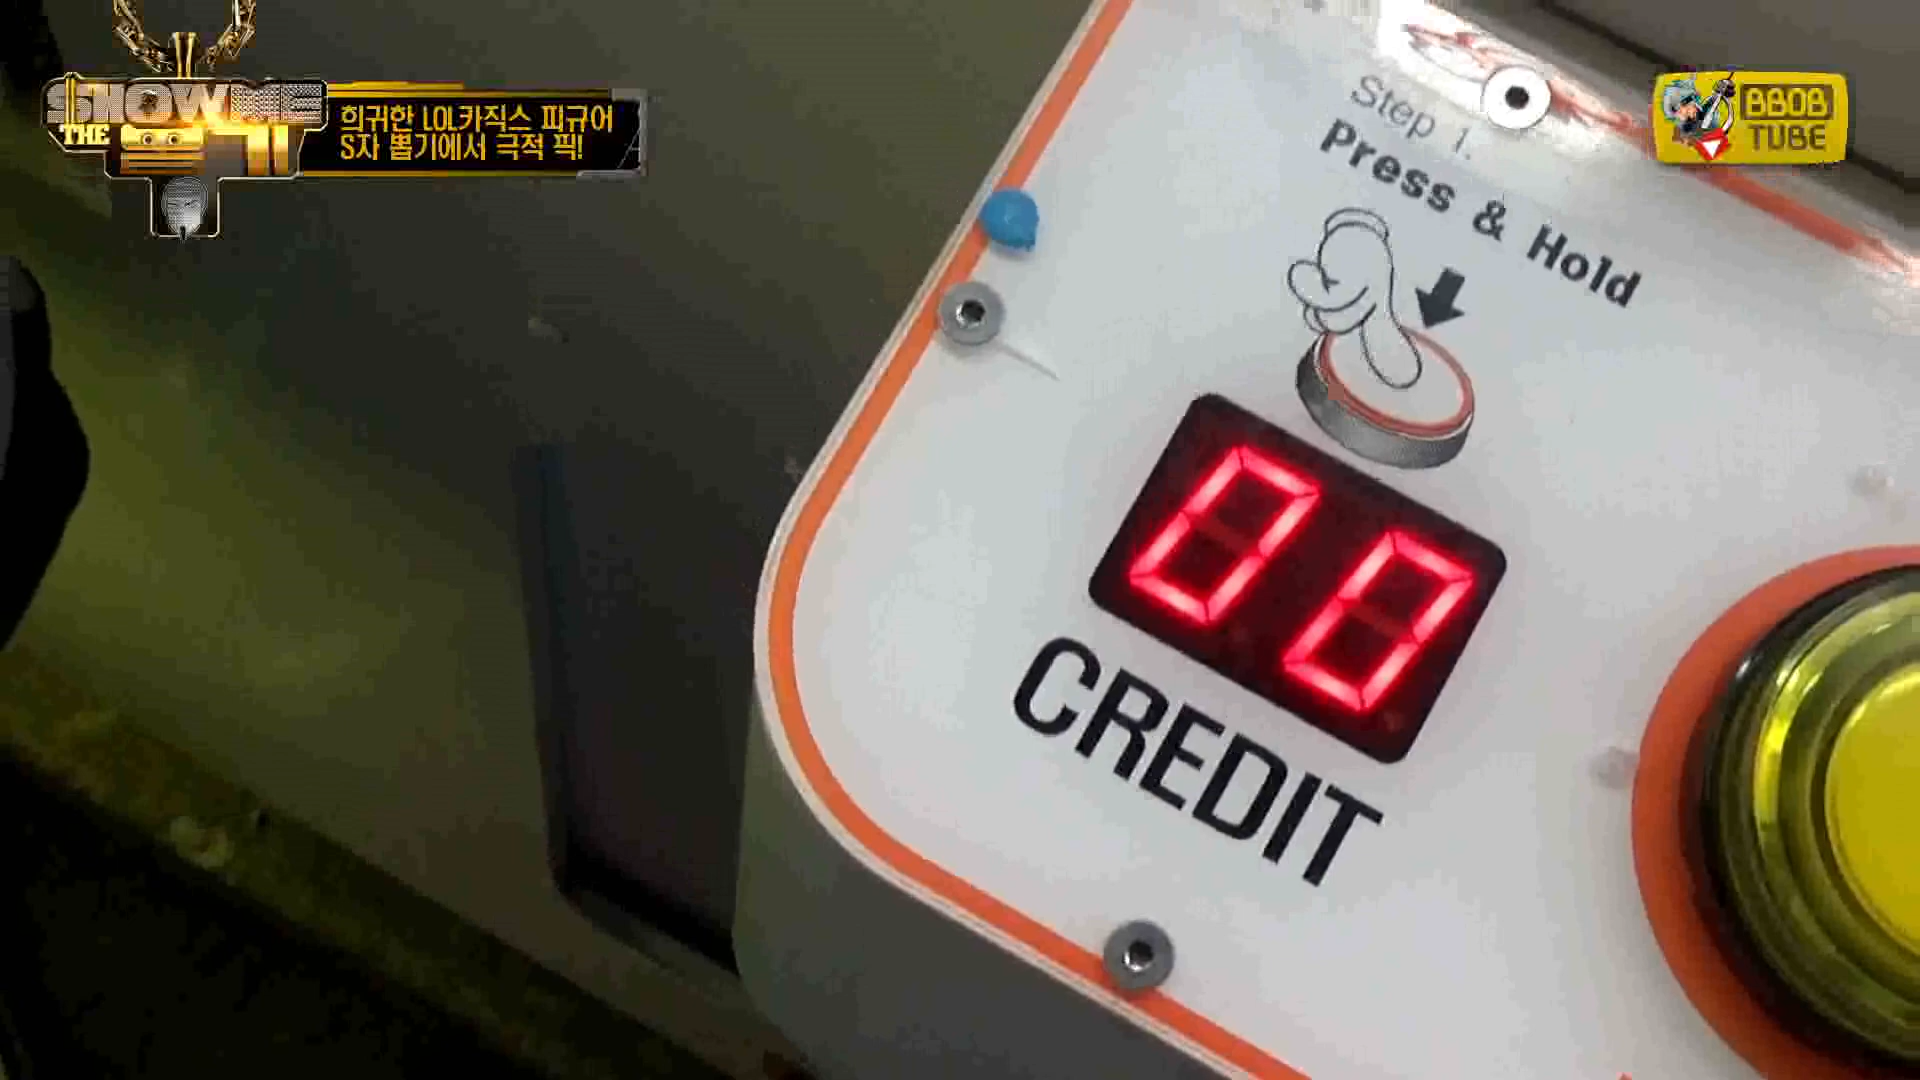 SHOW ME
THE
희귀한 LOL카직스 피규어
S자 뽑기에서 극적 픽!
BBOB
TUBE
Step 1.
Press & Hold
00
CREDIT